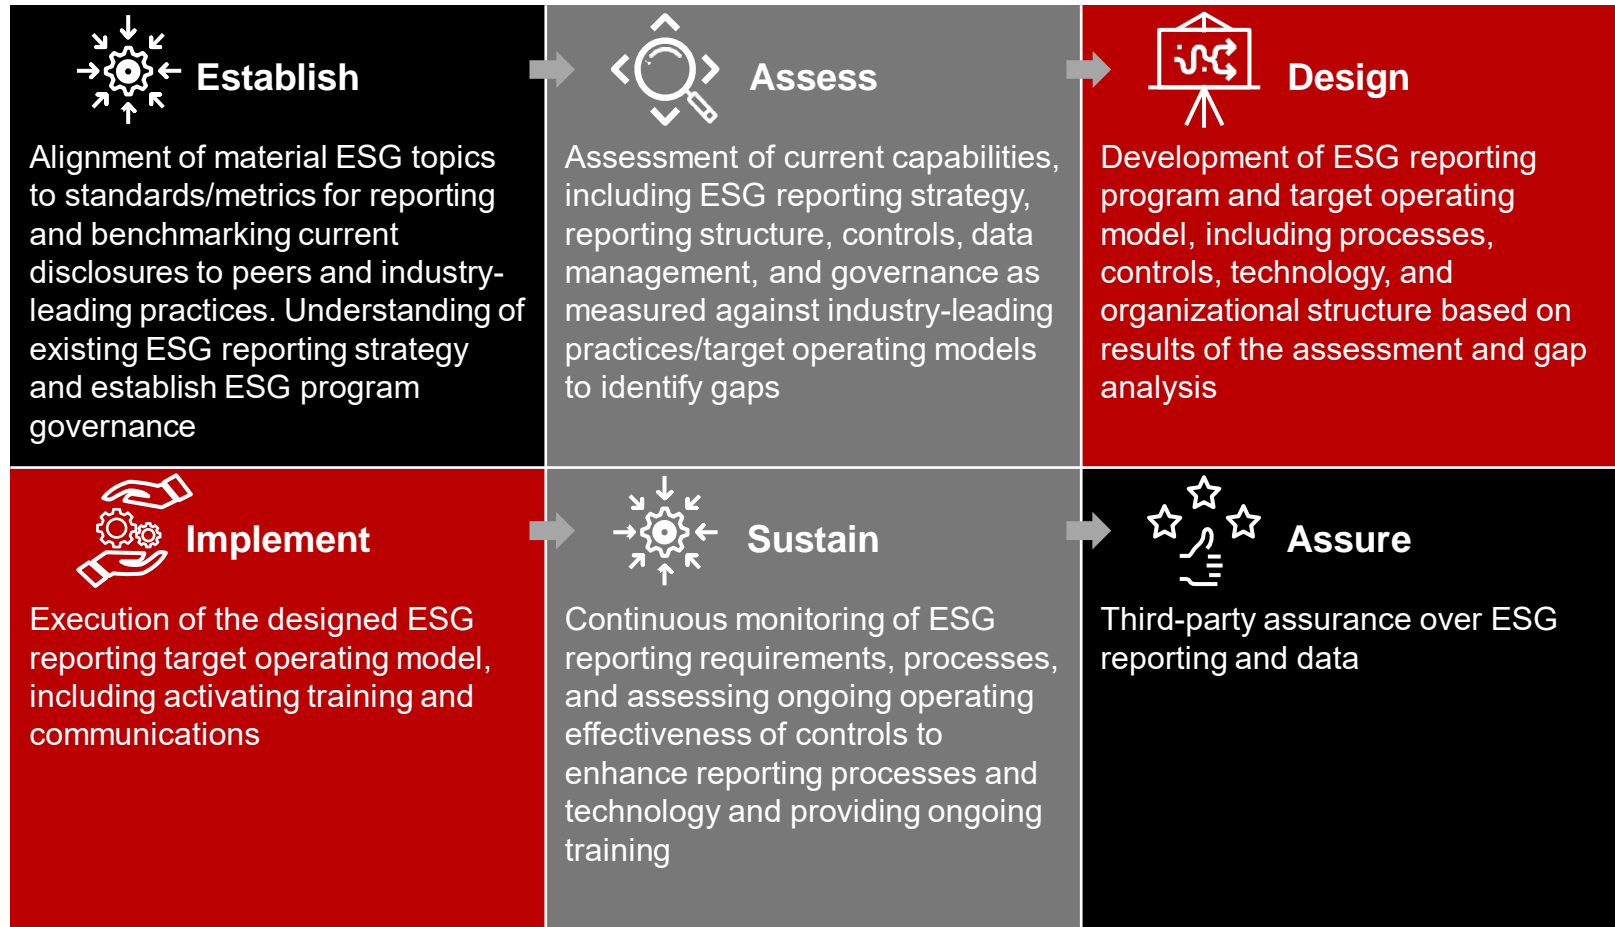 Establish
Alignment of material ESG topics
to standards/metrics for reporting
and benchmarking current
disclosures to peers and industry-
leading practices. Understanding of
existing ESG reporting strategy
and establish ESG program
governance
Assess
Assessment of current capabilities,
including ESG reporting strategy,
reporting structure, controls, data
management, and governance as
measured against industry-leading
practices/target operating models
to identify gaps
Design
Development of ESG reporting
program and target operating
model, including processes,
controls, technology, and
organizational structure based on
results of the assessment and gap
analysis
Implement
Execution of the designed ESG
reporting target operating model,
including activating training and
communications
Sustain
Continuous monitoring of ESG
reporting requirements, processes,
and assessing ongoing operating
effectiveness of controls to
enhance reporting processes and
technology and providing ongoing
training
Assure
Third-party assurance over ESG
reporting and data